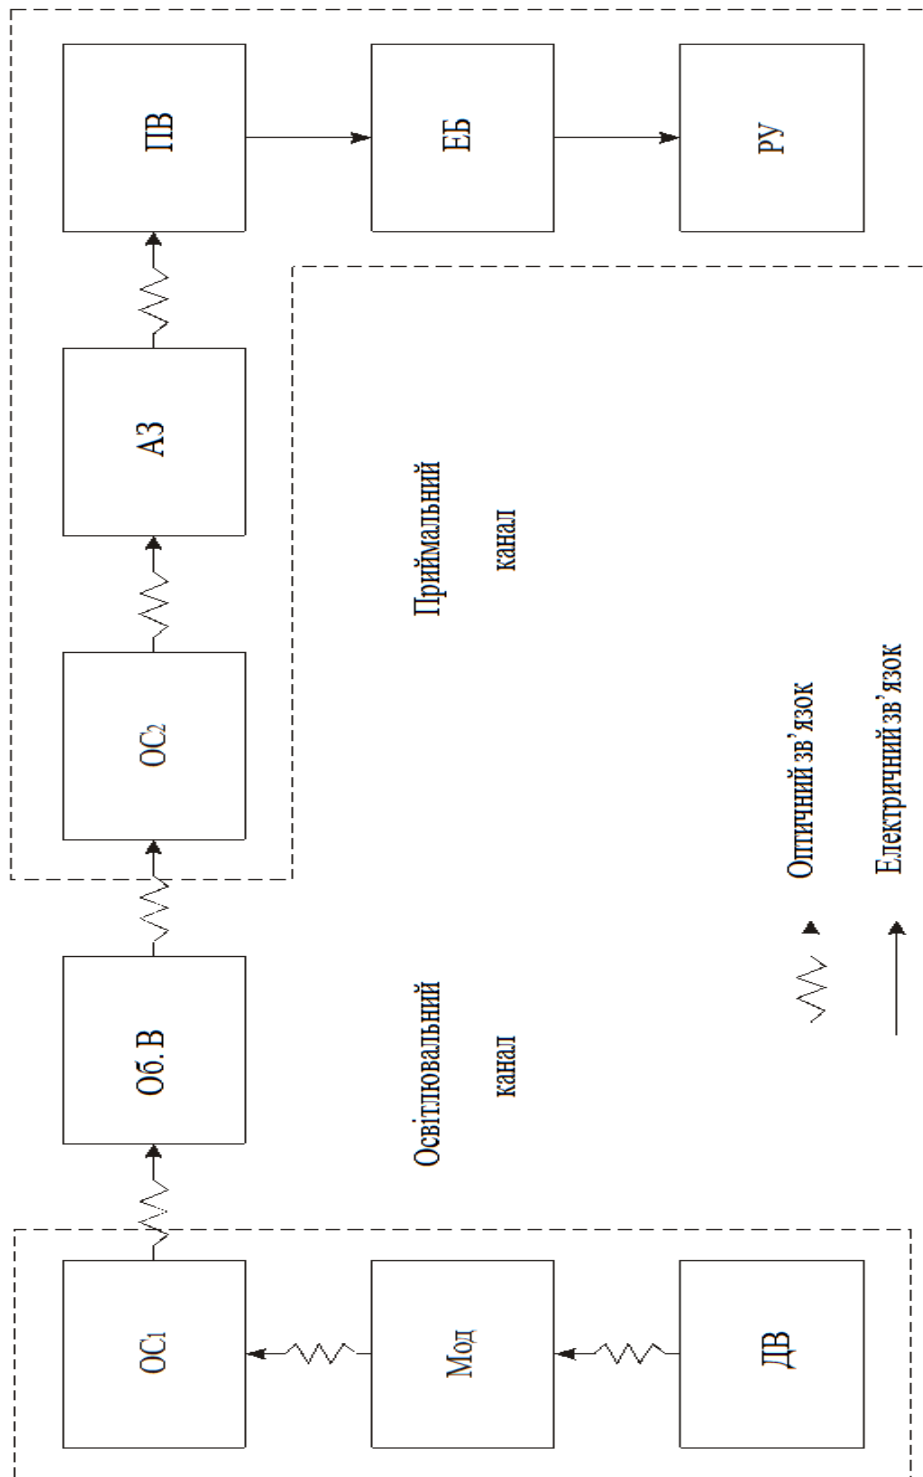 ОС1
Об. В
ОС2
АЗ
ПВ
Мод
ЕБ
ДВ
РУ
Освітлювальний
канал
Приймальний
канал
Оптичний зв’язок
Електричний зв’язок